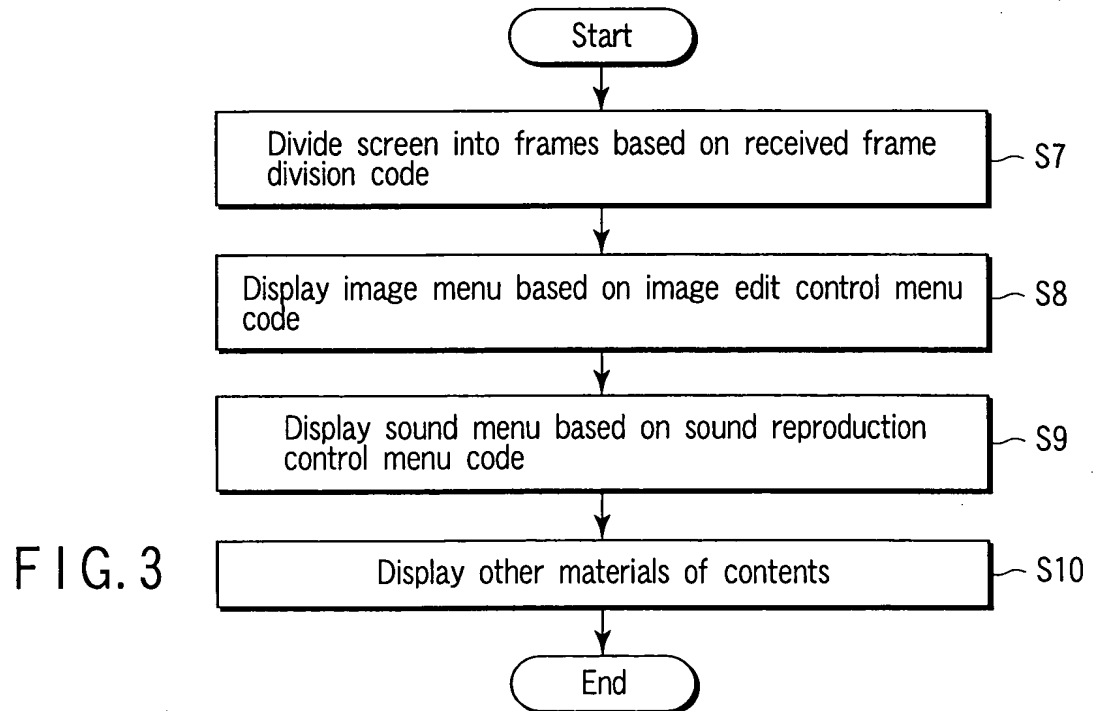 Start
Divide screen into frames based on received frame
division code
S7
Display image menu based on image edit control menu
code
S8
Display sound menu based on sound reproduction
control menu code
S9
FIG.3
Display other materials of contents
S10
End